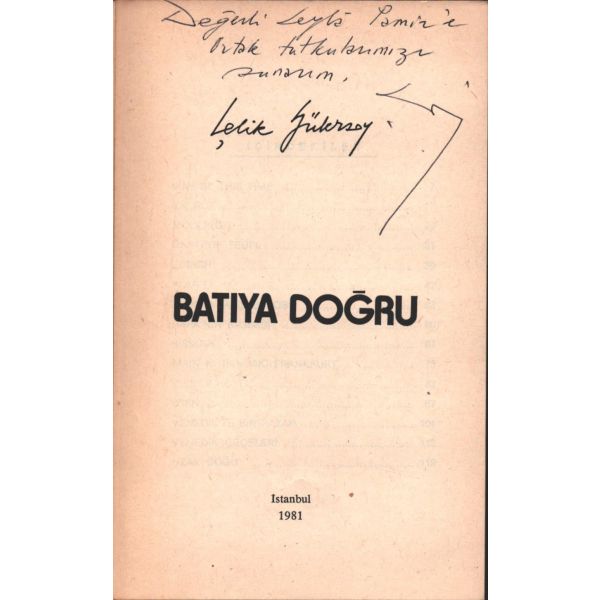 Değerli Leylâ Pamir'e
Ortak tutkularımızı
sunarım.
Çelik Gülersoy
BATIYA DOĞRU
Istanbul
1981